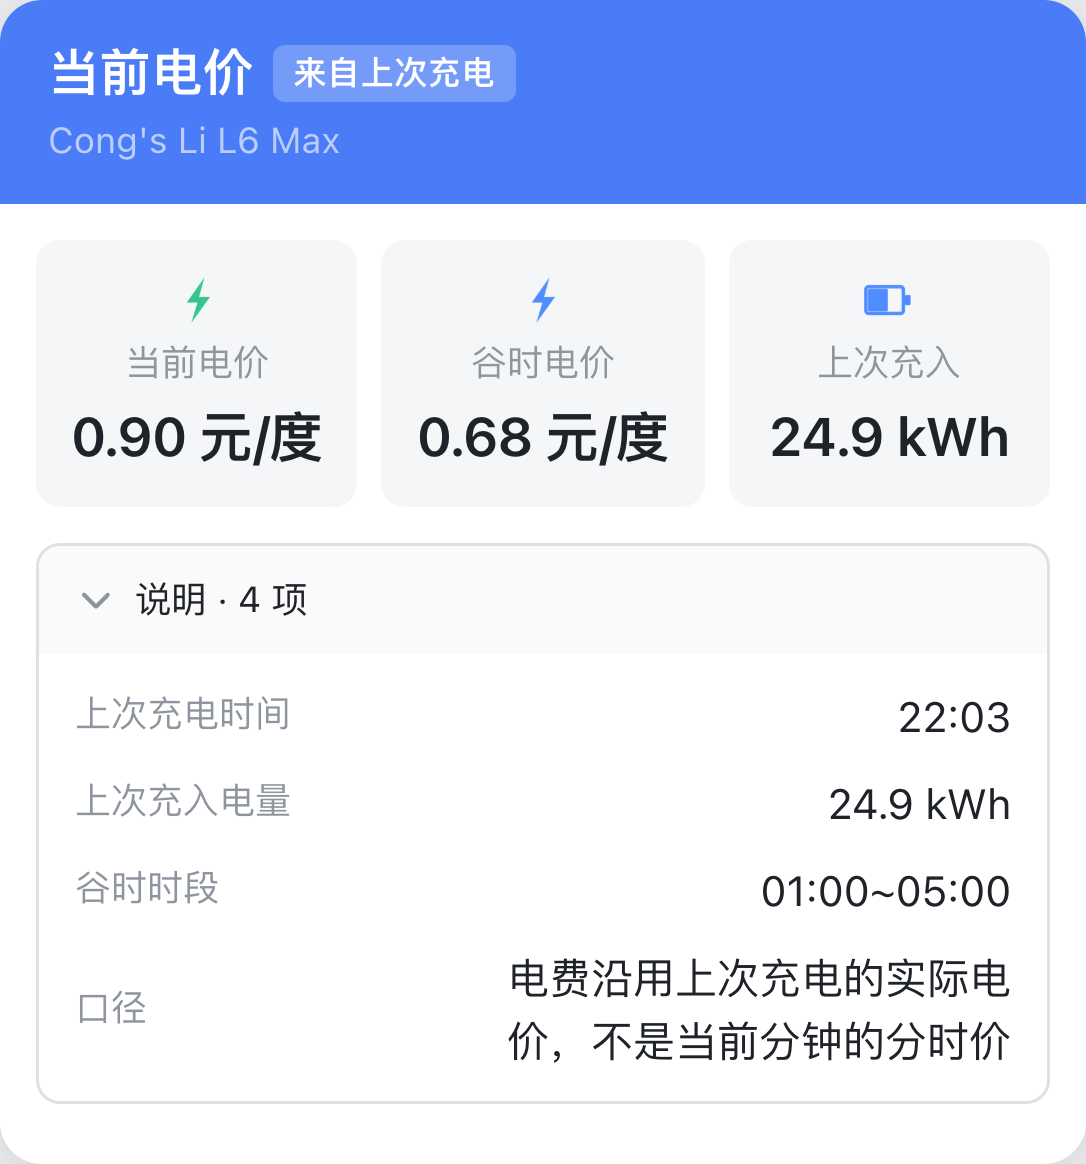 当前电价 来自上次充电
Cong's Li L6 Max
当前电价
0.90 元/度
谷时电价
0.68 元/度
上次充入
24.9 kWh
说明 · 4 项
上次充电时间 22:03
上次充入电量 24.9 kWh
谷时时段 01:00~05:00
口径 电费沿用上次充电的实际电
价，不是当前分钟的分时价